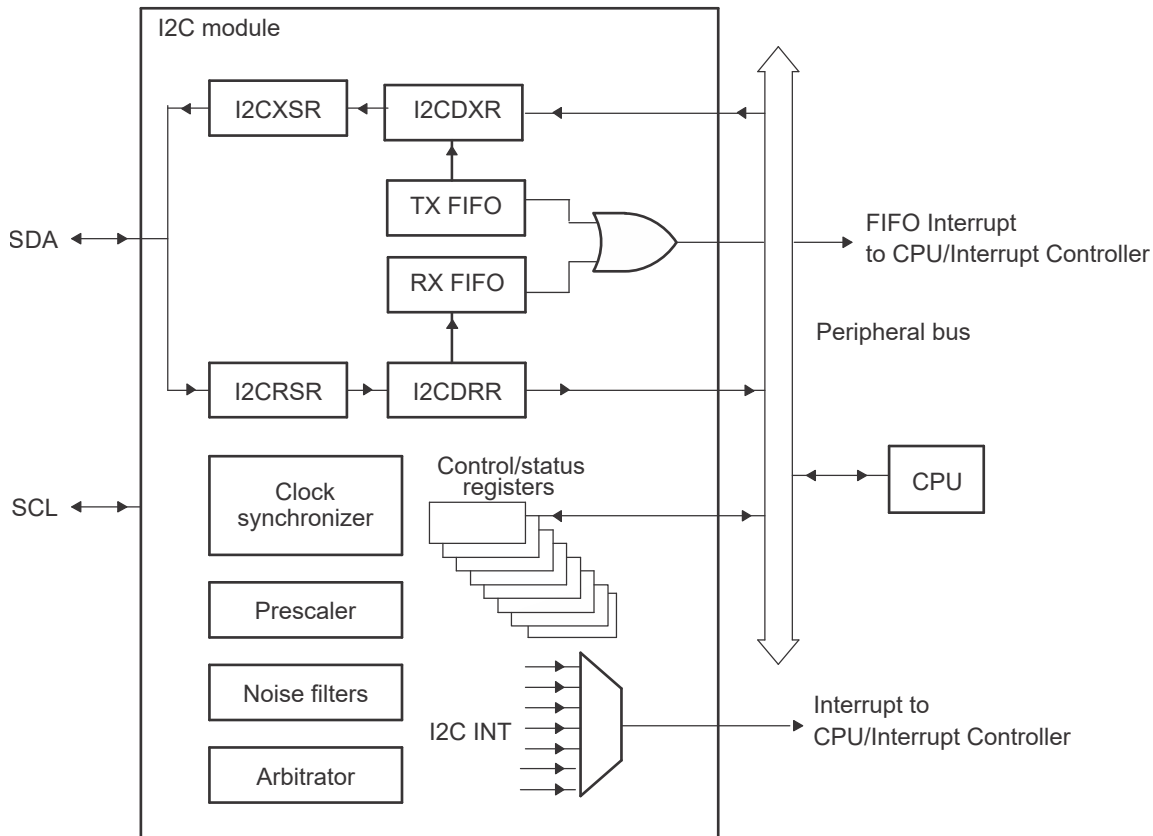 I2C module
I2CXSR
I2CDXR
TX FIFO
SDA
FIFO Interrupt
to CPU/Interrupt Controller
RX FIFO
Peripheral bus
I2CRSR
I2CDRR
Control/status
registers
Clock
synchronizer
SCL
CPU
Prescaler
Noise filters
I2C INT
Interrupt to
CPU/Interrupt Controller
Arbitrator